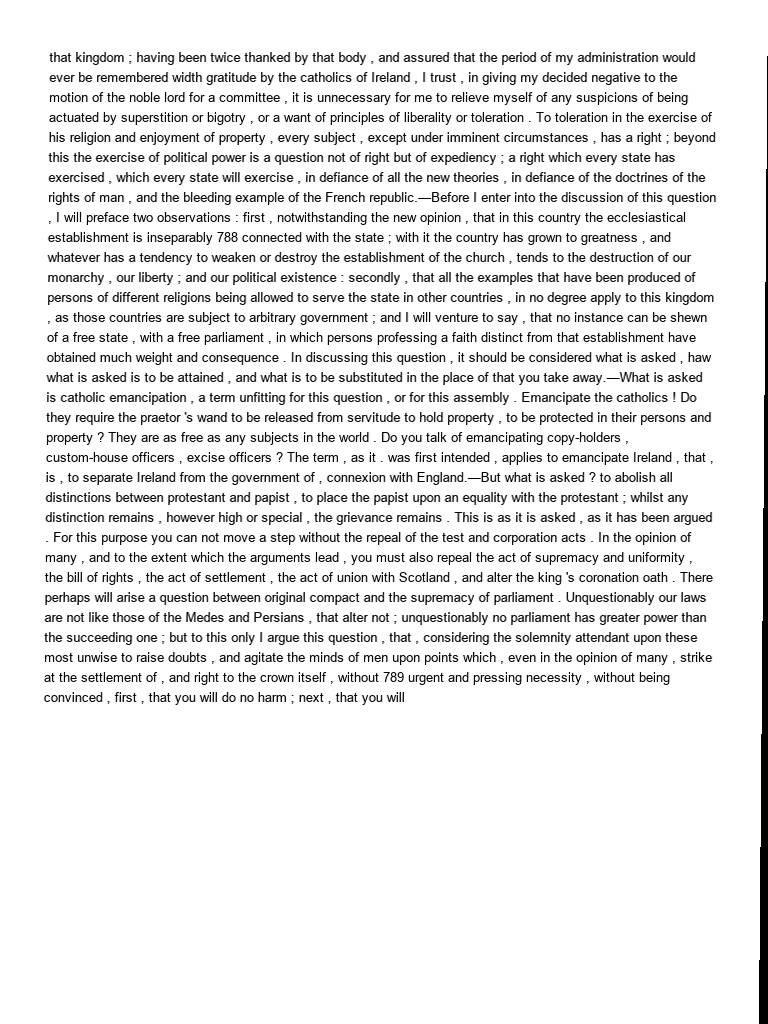 that kingdom ; having been twice thanked by that body , and assured that the period of my administration would
ever be remembered width gratitude by the catholics of Ireland , I trust , in giving my decided negative to the
motion of the noble lord for a committee , it is unnecessary for me to relieve myself of any suspicions of being
actuated by superstition or bigotry , or a want of principles of liberality or toleration . To toleration in the exercise of
his religion and enjoyment of property , every subject , except under imminent circumstances , has a right ; beyond
this the exercise of political power is a question not of right but of expediency ; a right which every state has
exercised , which every state will exercise , in defiance of all the new theories , in defiance of the doctrines of the
rights of man , and the bleeding example of the French republic.—Before I enter into the discussion of this question
, I will preface two observations : first , notwithstanding the new opinion , that in this country the ecclesiastical
establishment is inseparably 788 connected with the state ; with it the country has grown to greatness , and
whatever has a tendency to weaken or destroy the establishment of the church , tends to the destruction of our
monarchy , our liberty ; and our political existence : secondly , that all the examples that have been produced of
persons of different religions being allowed to serve the state in other countries , in no degree apply to this kingdom
, as those countries are subject to arbitrary government ; and I will venture to say , that no instance can be shewn
of a free state , with a free parliament , in which persons professing a faith distinct from that establishment have
obtained much weight and consequence . In discussing this question , it should be considered what is asked , haw
what is asked is to be attained , and what is to be substituted in the place of that you take away.—What is asked
is catholic emancipation , a term unfitting for this question , or for this assembly . Emancipate the catholics ! Do
they require the praetor 's wand to be released from servitude to hold property , to be protected in their persons and
property ? They are as free as any subjects in the world . Do you talk of emancipating copy-holders ,
custom-house officers , excise officers ? The term , as it . was first intended , applies to emancipate Ireland , that ,
is , to separate Ireland from the government of , connexion with England.—But what is asked ? to abolish all
distinctions between protestant and papist , to place the papist upon an equality with the protestant ; whilst any
distinction remains , however high or special , the grievance remains . This is as it is asked , as it has been argued
. For this purpose you can not move a step without the repeal of the test and corporation acts . In the opinion of
many , and to the extent which the arguments lead , you must also repeal the act of supremacy and uniformity ,
the bill of rights , the act of settlement , the act of union with Scotland , and alter the king 's coronation oath . There
perhaps will arise a question between original compact and the supremacy of parliament . Unquestionably our laws
are not like those of the Medes and Persians , that alter not ; unquestionably no parliament has greater power than
the succeeding one ; but to this only I argue this question , that , considering the solemnity attendant upon these
most unwise to raise doubts , and agitate the minds of men upon points which , even in the opinion of many , strike
at the settlement of , and right to the crown itself , without 789 urgent and pressing necessity , without being
convinced , first , that you will do no harm ; next , that you will